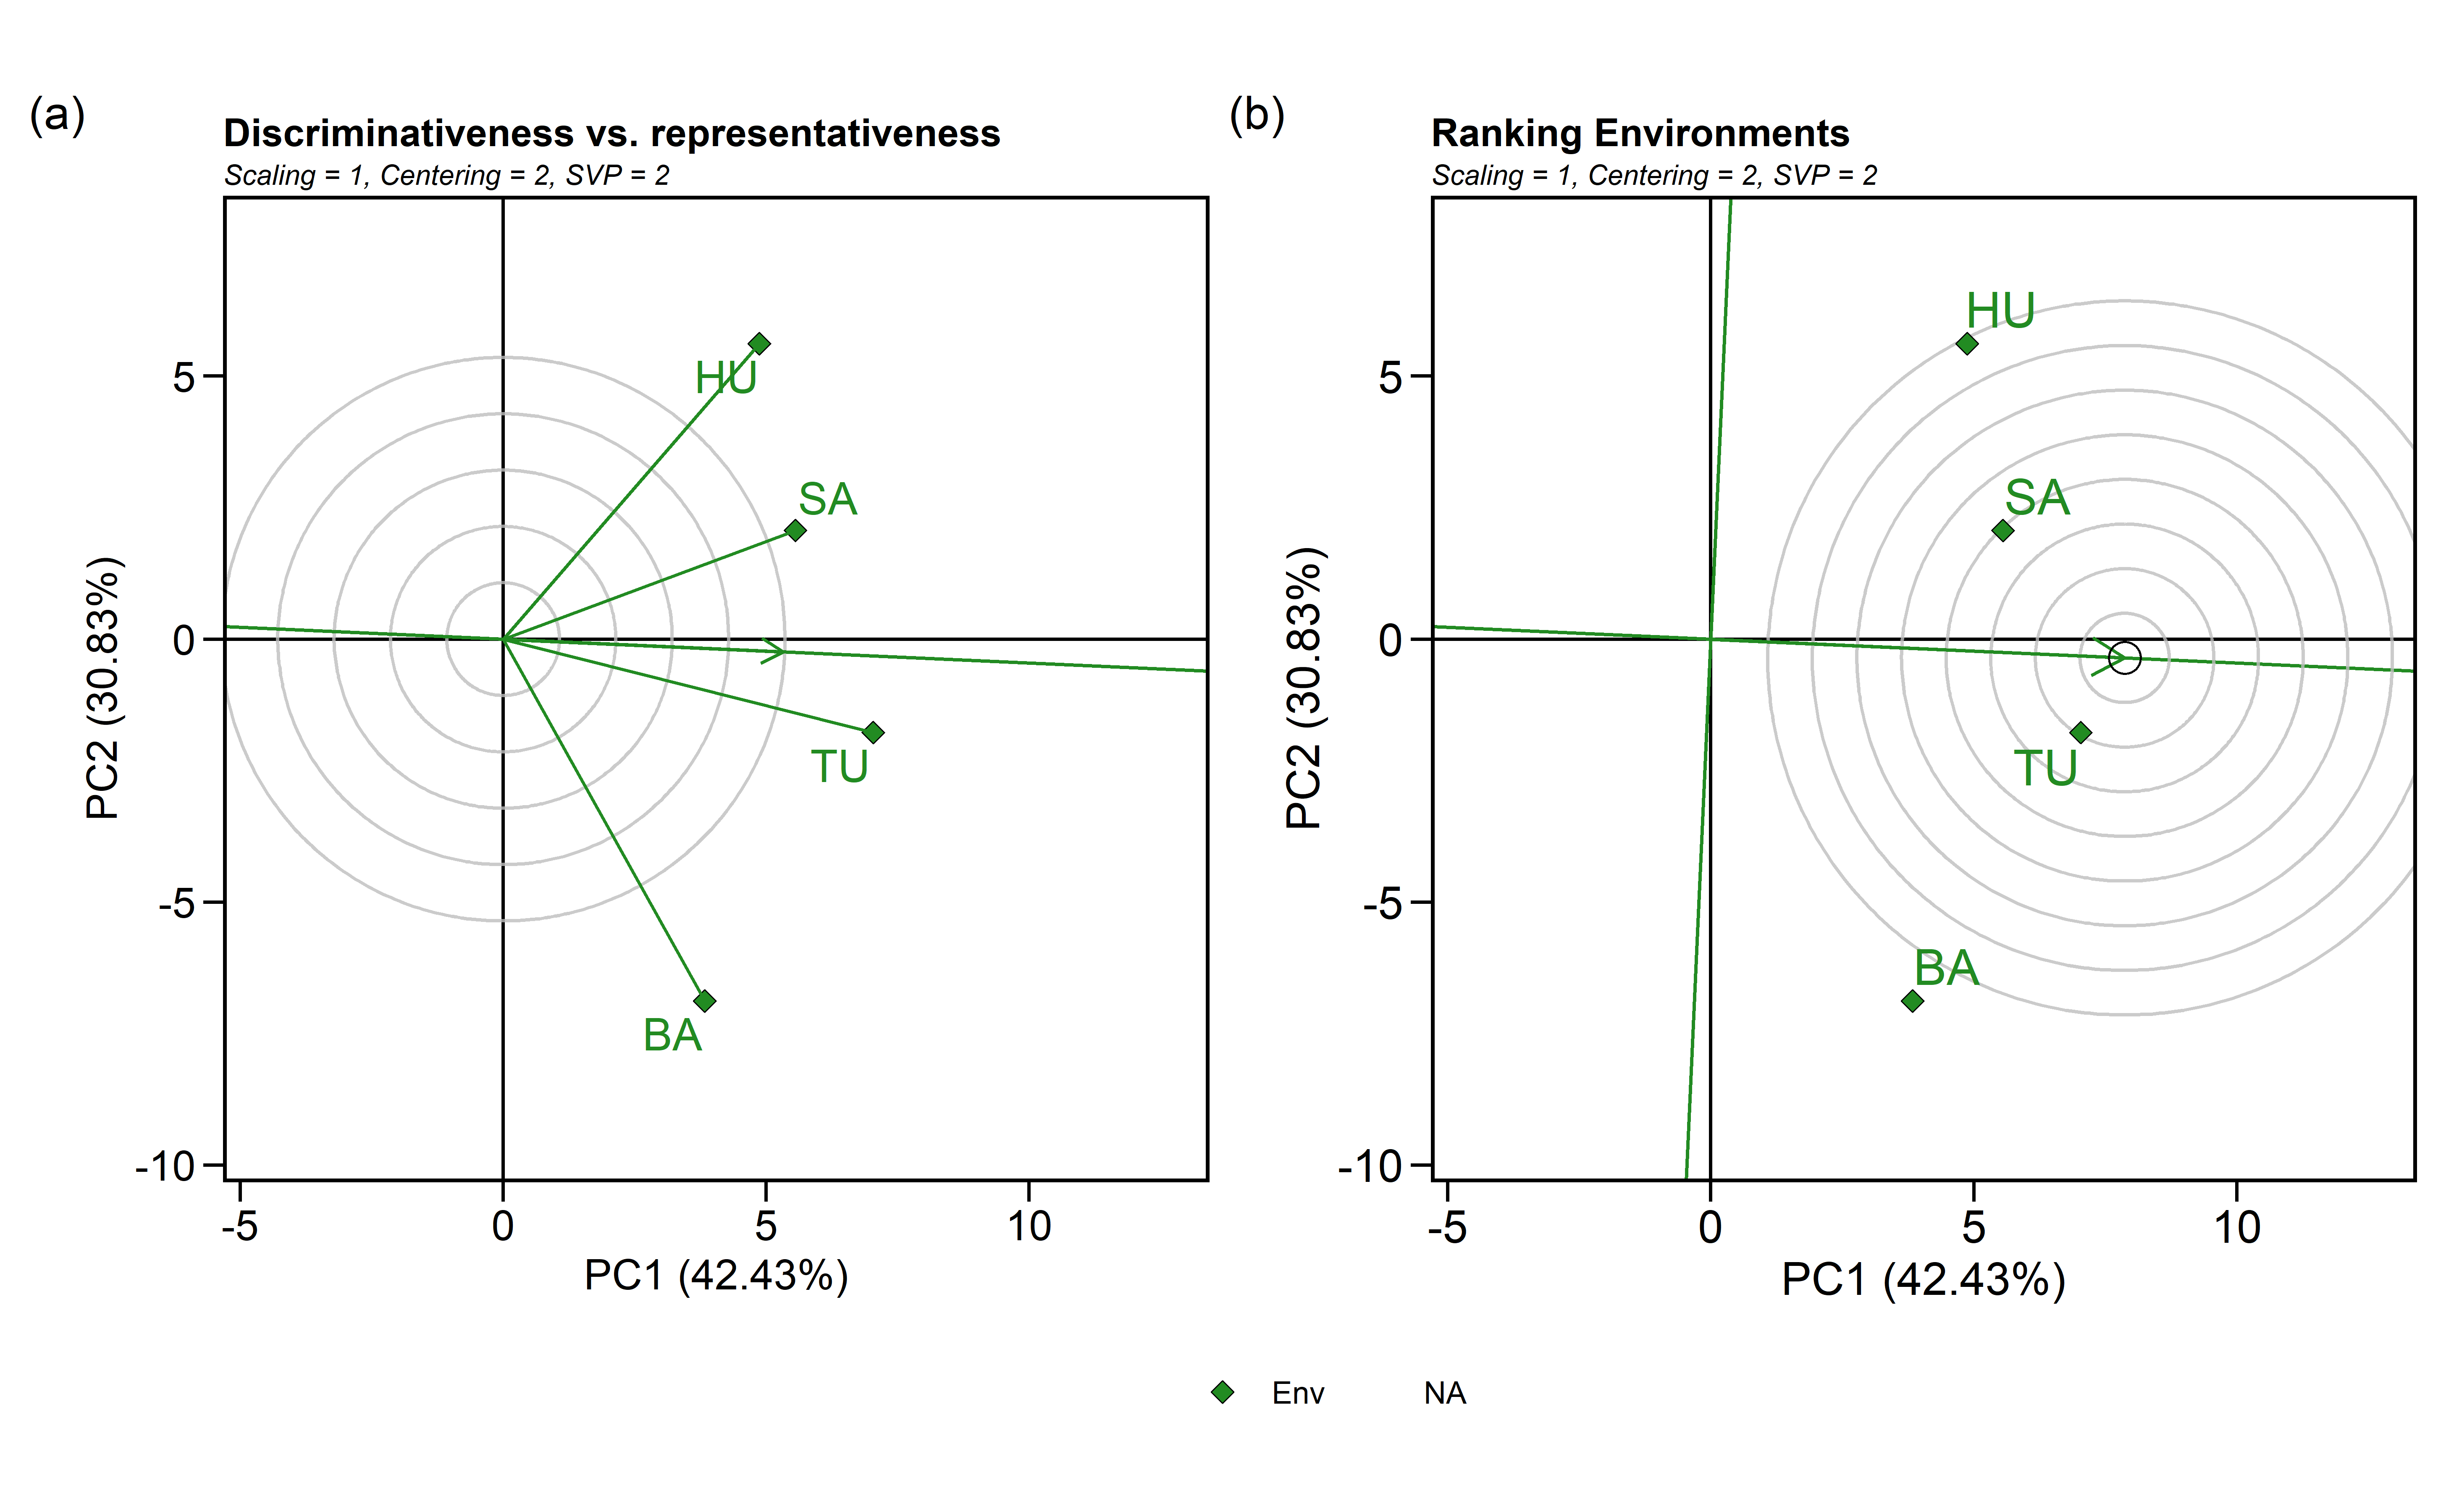 (a)
Discriminativeness vs. representativeness
Scaling = 1, Centering = 2, SVP = 2
HU
SA
TU
BA
5
0
-5
-10
PC2 (30.83%)
-5
0
5
10
PC1 (42.43%)
(b)
Ranking Environments
Scaling = 1, Centering = 2, SVP = 2
HU
SA
TU
BA
5
0
-5
-10
PC2 (30.83%)
-5
0
5
10
PC1 (42.43%)
Env
NA